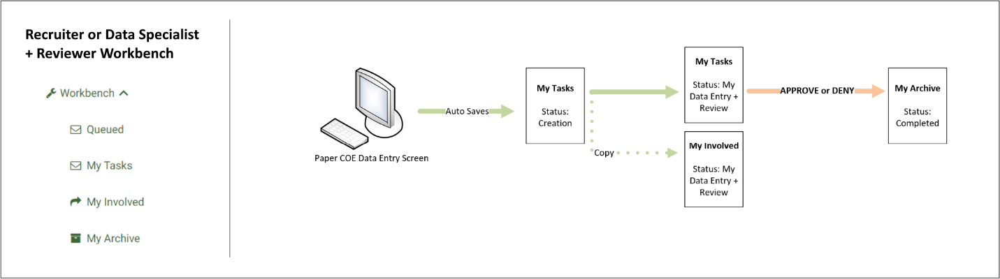 Recruiter or Data Specialist
+ Reviewer Workbench
Workbench
Queued
My Tasks
My Involved
My Archive
Paper COE Data Entry Screen
Auto Saves
My Tasks
Status:
Creation
Copy
My Tasks
Status: My
Data Entry +
Review
My Involved
Status: My
Data Entry +
Review
APPROVE or DENY
My Archive
Status:
Completed